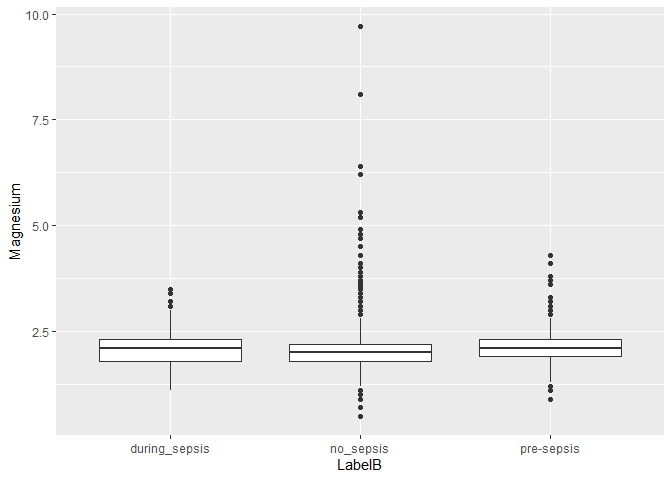 10.0
7.5
5.0
2.5
Magnesium
during_sepsis
no_sepsis
pre-sepsis
LabelB